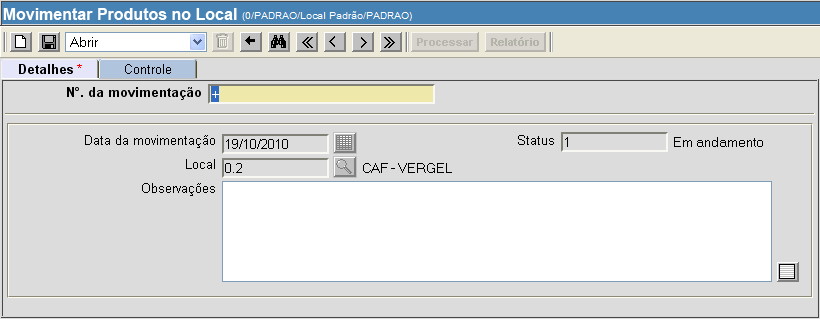 Movimentar Produtos no Local (0/PADRAO/Local Padrão/PADRAO)
Abrir Processar Relatório
Detalhes * Controle
Nº. da movimentação +
Data da movimentação 19/10/2010 Status 1 Em andamento
Local 0.2 CAF - VERGEL
Observações